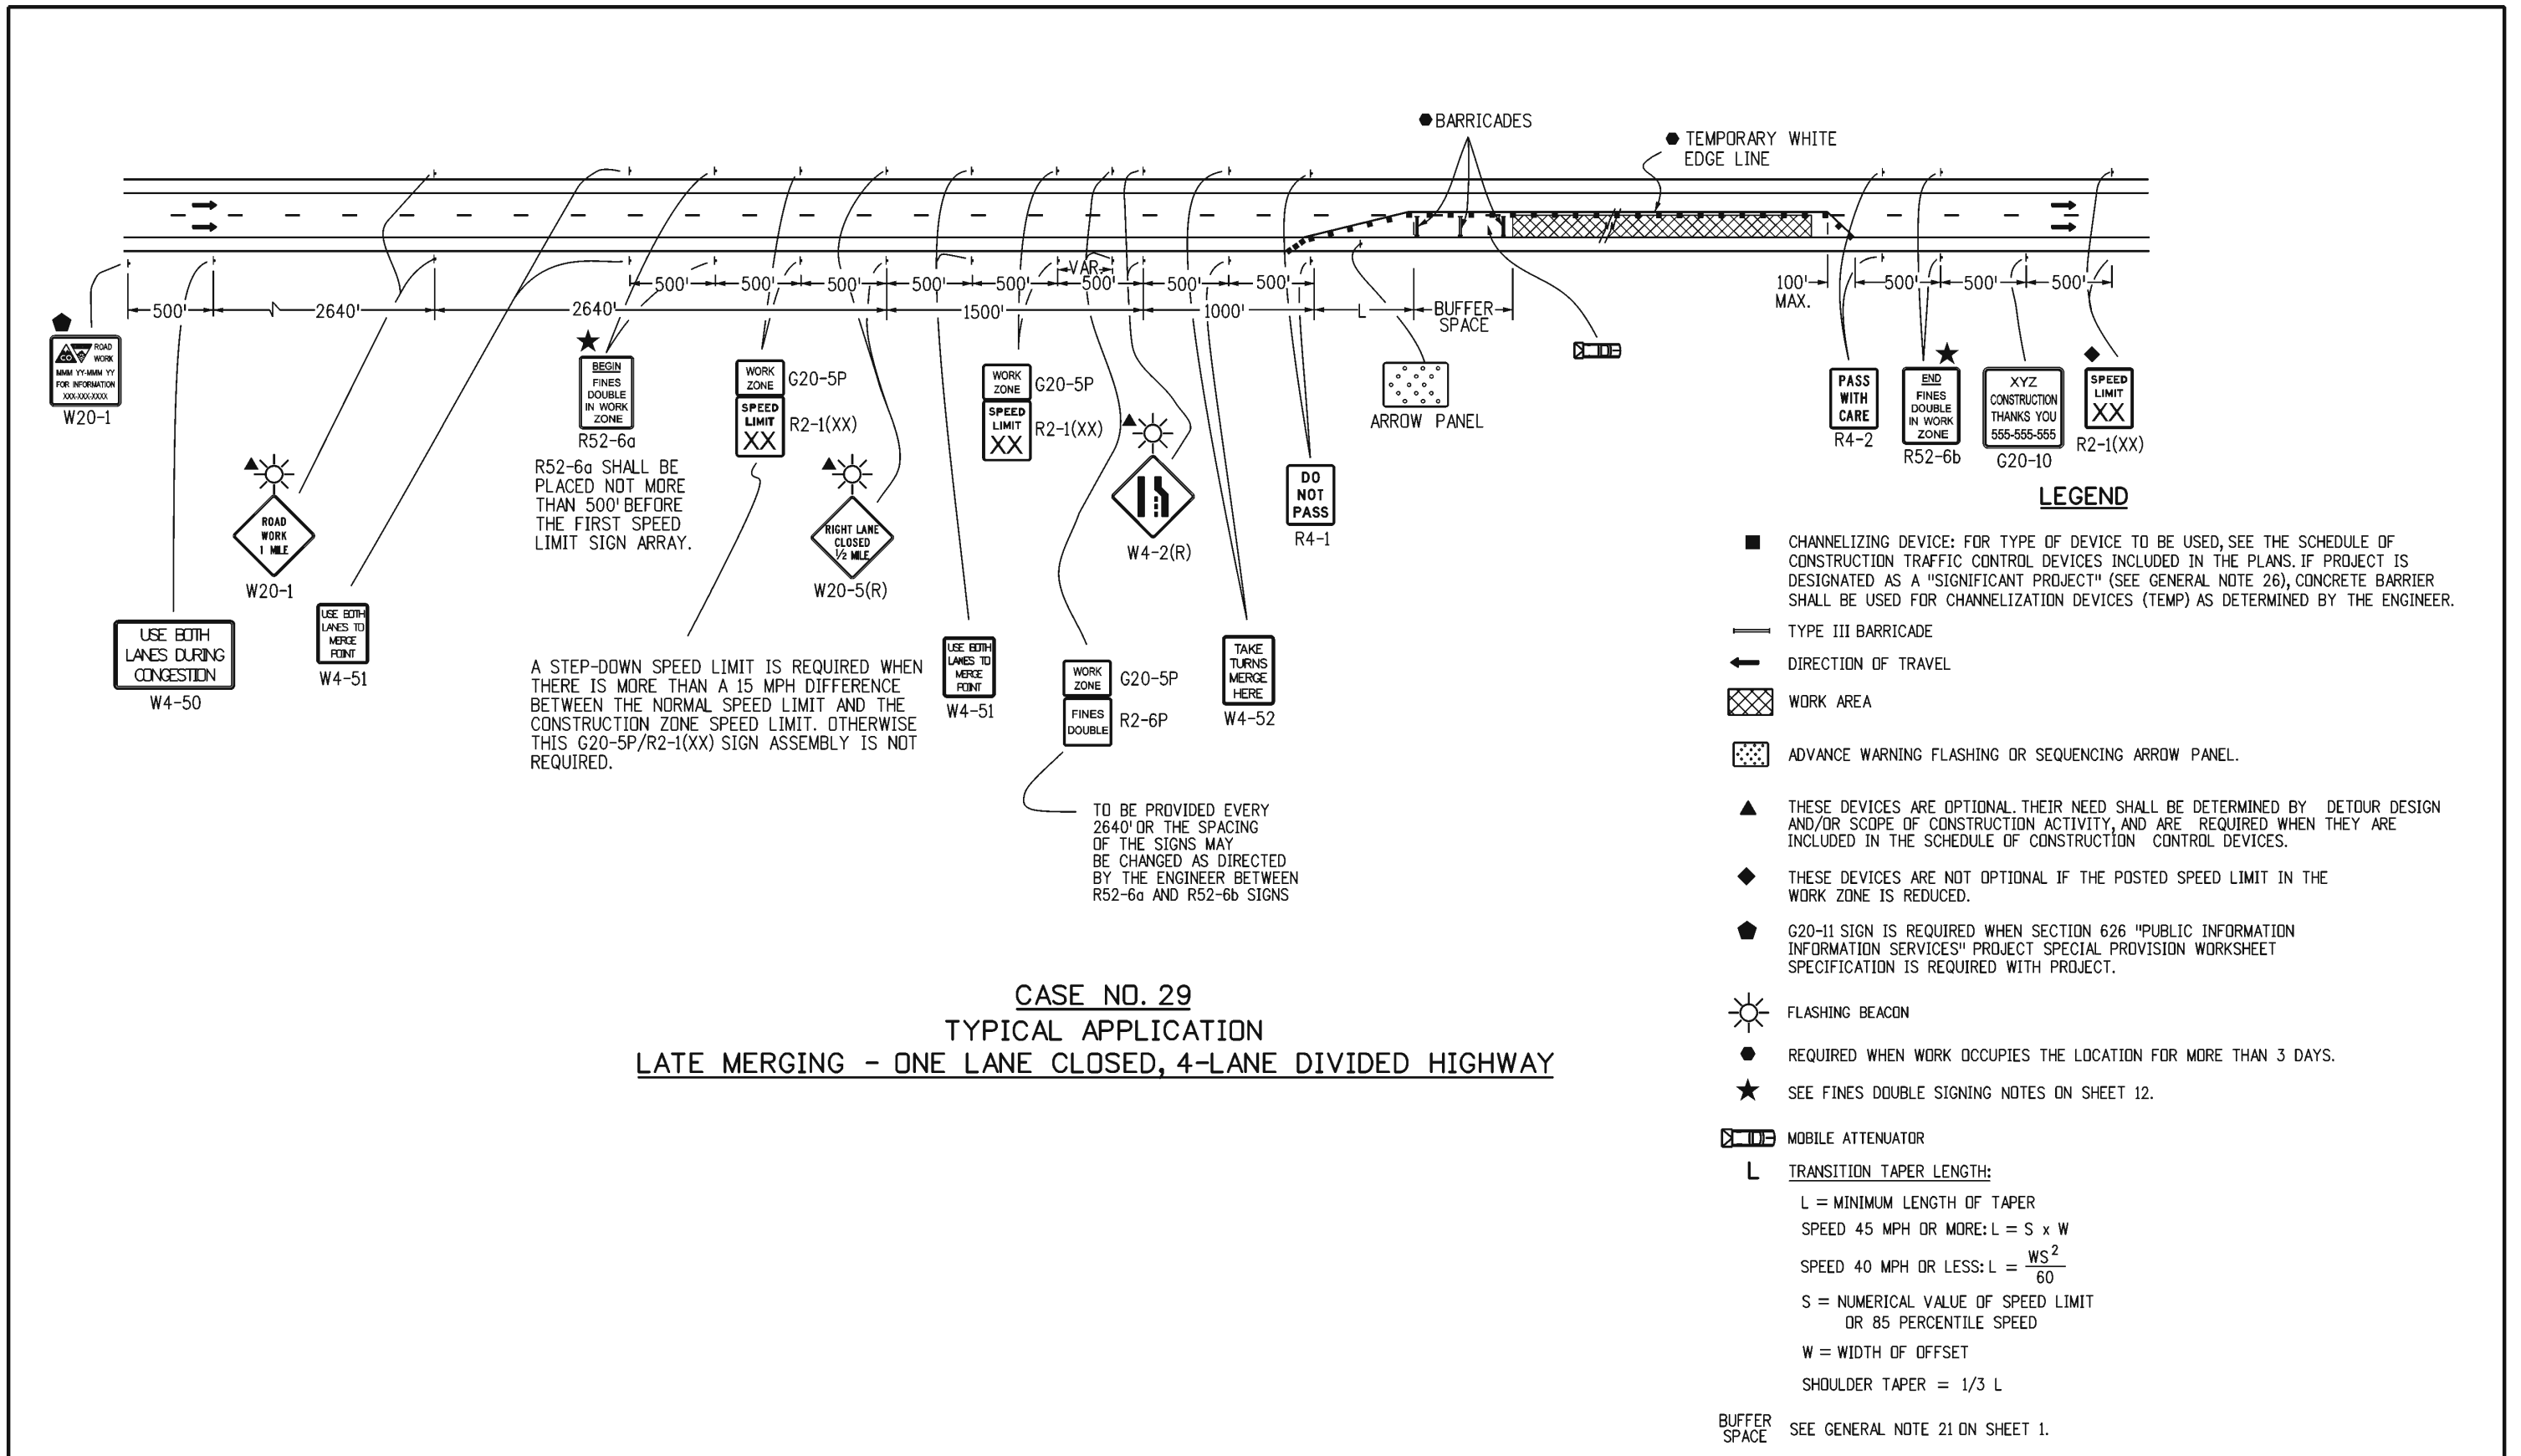 BARRICADES
TEMPORARY WHITE
EDGE LINE
VAR.
500' 500' 500' 500' 500' 500' 500' 500' 100' 500' 500' 500'
MAX.
500' 2640' 2640' 1500' 1000' L BUFFER
SPACE
CO
ROAD
WORK
MMM YY-MMM YY
FOR INFORMATION
XXX-XXX-XXXX
W20-1
BEGIN
FINES
DOUBLE
IN WORK
ZONE
R52-6a
R52-6a SHALL BE
PLACED NOT MORE
THAN 500' BEFORE
THE FIRST SPEED
LIMIT SIGN ARRAY.
WORK
ZONE
G20-5P
SPEED
LIMIT
XX
R2-1(XX)
WORK
ZONE
G20-5P
SPEED
LIMIT
XX
R2-1(XX)
ARROW PANEL
PASS
WITH
CARE
R4-2
END
FINES
DOUBLE
IN WORK
ZONE
R52-6b
XYZ
CONSTRUCTION
THANKS YOU
555-555-555
G20-10
SPEED
LIMIT
XX
R2-1(XX)
ROAD
WORK
1 MILE
W20-1
RIGHT LANE
CLOSED
1/2 MILE
W20-5(R)
W4-2(R)
DO
NOT
PASS
R4-1
USE BOTH
LANES DURING
CONGESTION
W4-50
USE BOTH
LANES TO
MERGE
POINT
W4-51
A STEP-DOWN SPEED LIMIT IS REQUIRED WHEN
THERE IS MORE THAN A 15 MPH DIFFERENCE
BETWEEN THE NORMAL SPEED LIMIT AND THE
CONSTRUCTION ZONE SPEED LIMIT. OTHERWISE
THIS G20-5P/R2-1(XX) SIGN ASSEMBLY IS NOT
REQUIRED.
USE BOTH
LANES TO
MERGE
POINT
W4-51
WORK
ZONE
G20-5P
FINES
DOUBLE
R2-6P
TAKE
TURNS
MERGE
HERE
W4-52
TO BE PROVIDED EVERY
2640' OR THE SPACING
OF THE SIGNS MAY
BE CHANGED AS DIRECTED
BY THE ENGINEER BETWEEN
R52-6a AND R52-6b SIGNS
CASE NO. 29
TYPICAL APPLICATION
LATE MERGING - ONE LANE CLOSED, 4-LANE DIVIDED HIGHWAY
LEGEND
CHANNELIZING DEVICE: FOR TYPE OF DEVICE TO BE USED, SEE THE SCHEDULE OF
CONSTRUCTION TRAFFIC CONTROL DEVICES INCLUDED IN THE PLANS. IF PROJECT IS
DESIGNATED AS A "SIGNIFICANT PROJECT" (SEE GENERAL NOTE 26), CONCRETE BARRIER
SHALL BE USED FOR CHANNELIZATION DEVICES (TEMP) AS DETERMINED BY THE ENGINEER.
TYPE III BARRICADE
DIRECTION OF TRAVEL
WORK AREA
ADVANCE WARNING FLASHING OR SEQUENCING ARROW PANEL.
THESE DEVICES ARE OPTIONAL. THEIR NEED SHALL BE DETERMINED BY DETOUR DESIGN
AND/OR SCOPE OF CONSTRUCTION ACTIVITY, AND ARE REQUIRED WHEN THEY ARE
INCLUDED IN THE SCHEDULE OF CONSTRUCTION CONTROL DEVICES.
THESE DEVICES ARE NOT OPTIONAL IF THE POSTED SPEED LIMIT IN THE
WORK ZONE IS REDUCED.
G20-11 SIGN IS REQUIRED WHEN SECTION 626 "PUBLIC INFORMATION
INFORMATION SERVICES" PROJECT SPECIAL PROVISION WORKSHEET
SPECIFICATION IS REQUIRED WITH PROJECT.
FLASHING BEACON
REQUIRED WHEN WORK OCCUPIES THE LOCATION FOR MORE THAN 3 DAYS.
SEE FINES DOUBLE SIGNING NOTES ON SHEET 12.
MOBILE ATTENUATOR
L TRANSITION TAPER LENGTH:
L = MINIMUM LENGTH OF TAPER
SPEED 45 MPH OR MORE: L = S x W
SPEED 40 MPH OR LESS: L = WS²/60
S = NUMERICAL VALUE OF SPEED LIMIT
OR 85 PERCENTILE SPEED
W = WIDTH OF OFFSET
SHOULDER TAPER = 1/3 L
BUFFER
SPACE
SEE GENERAL NOTE 21 ON SHEET 1.